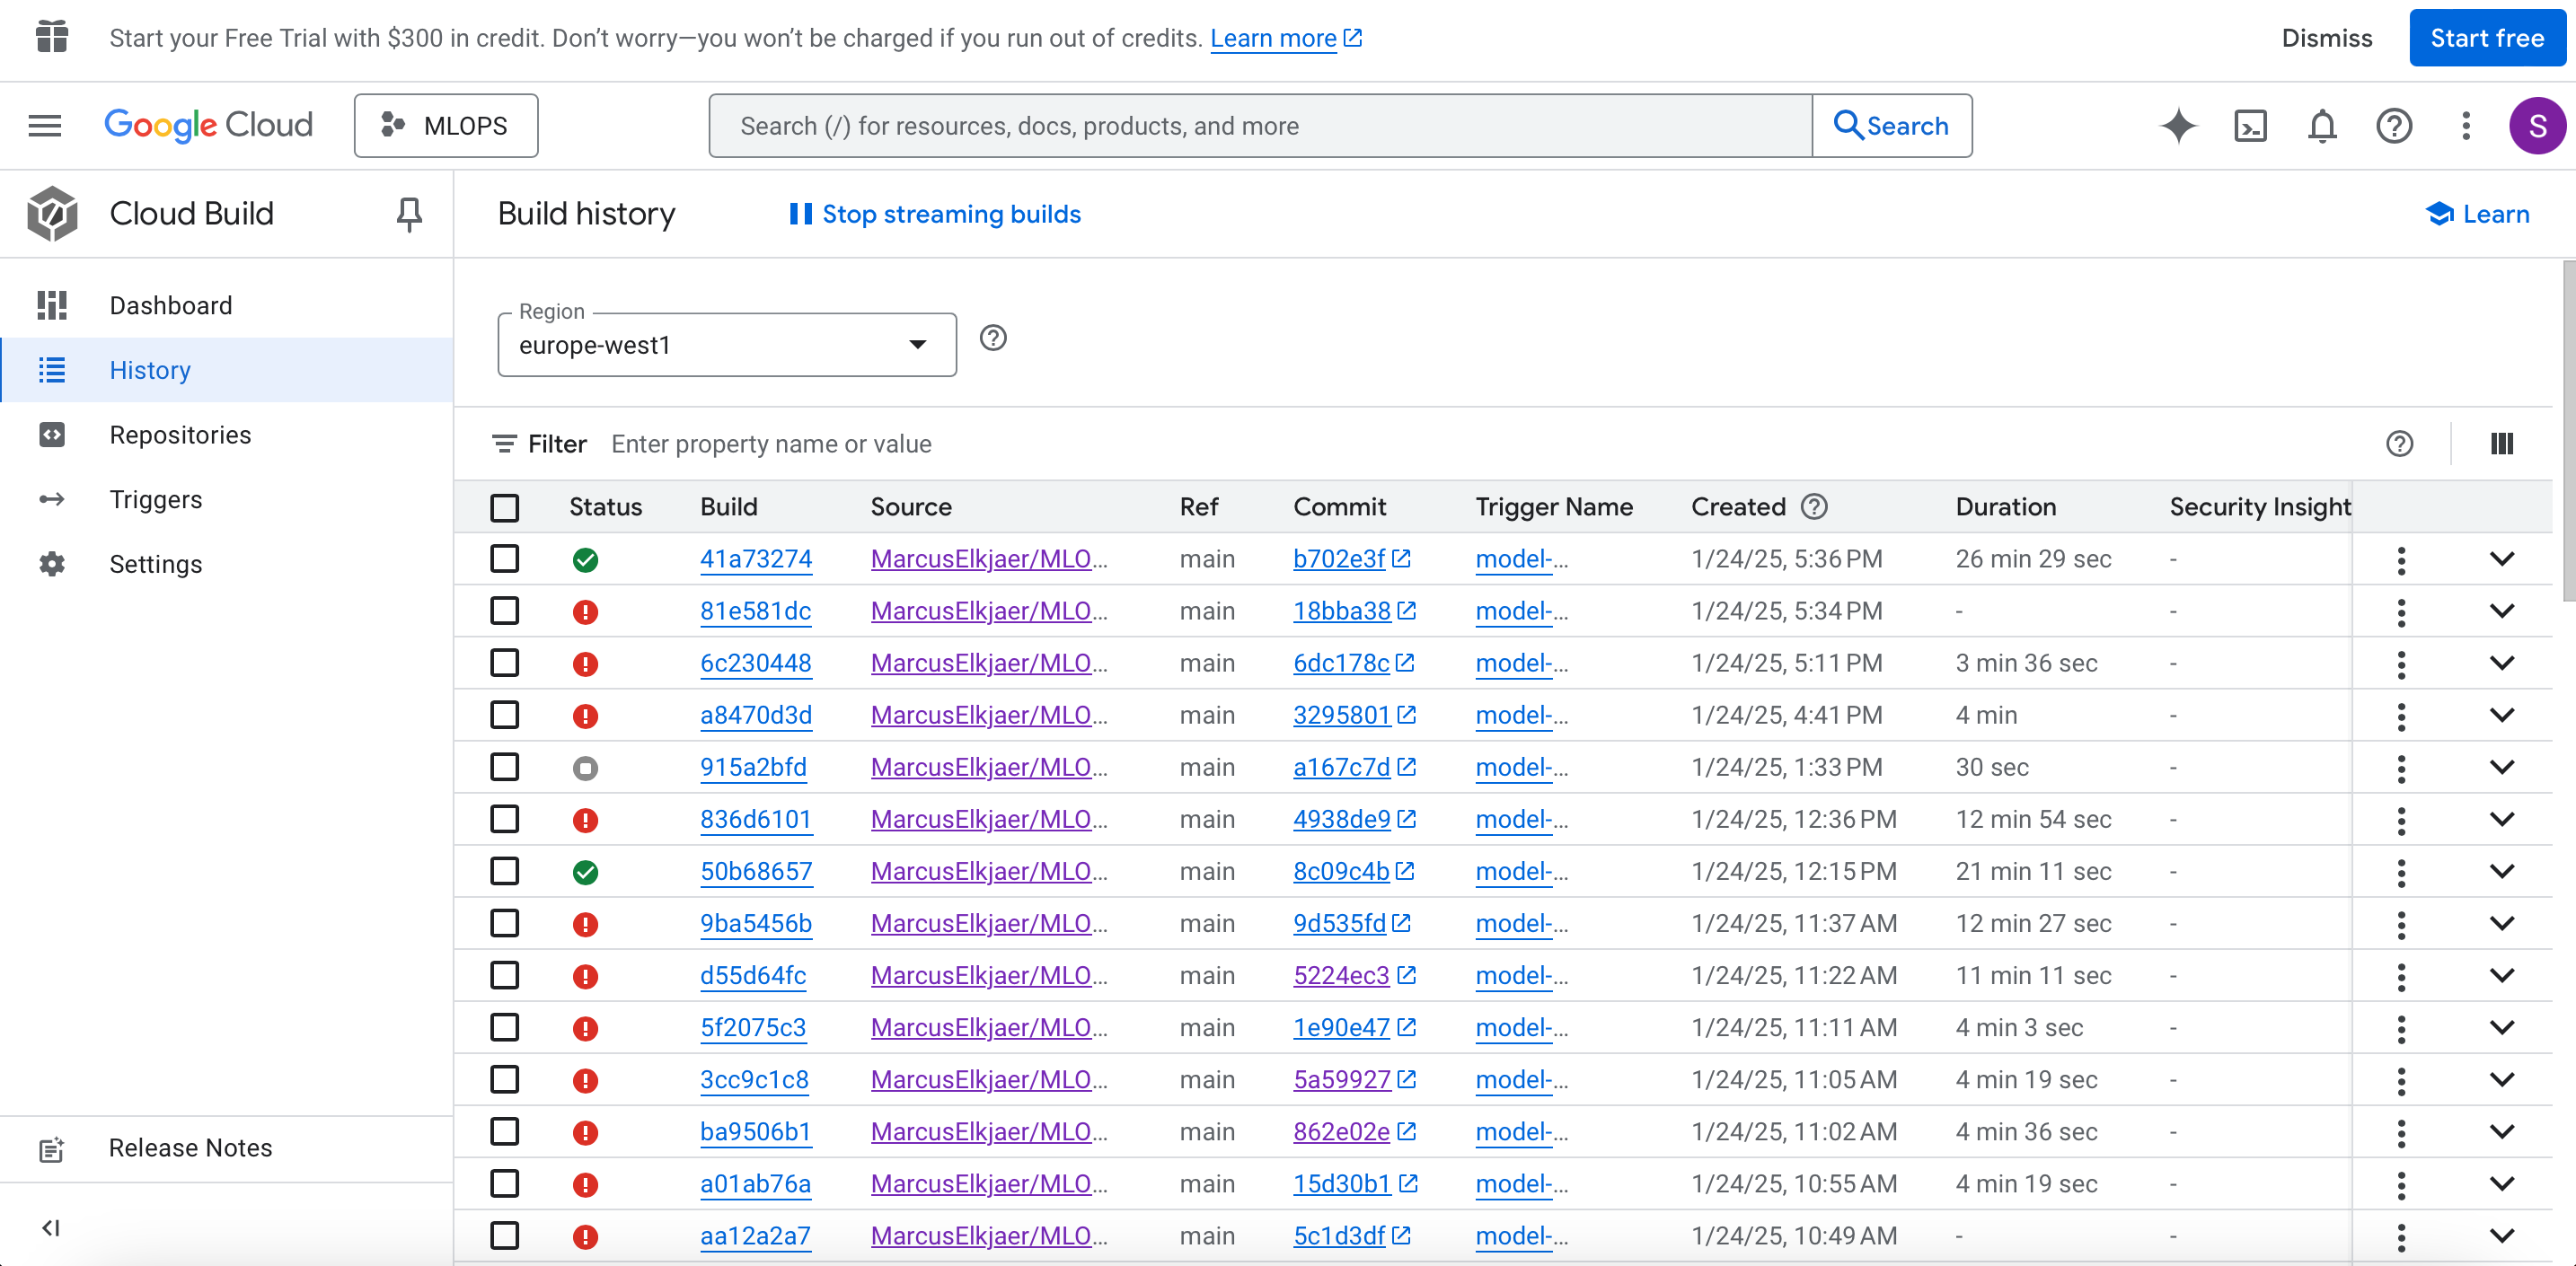 Start your Free Trial with $300 in credit. Don’t worry—you won’t be charged if you run out of credits. Learn more
Dismiss
Start free
Google Cloud
MLOPS
Search (/) for resources, docs, products, and more
Search
S
Cloud Build
Build history
Stop streaming builds
Learn
Dashboard
History
Repositories
Triggers
Settings
Release Notes
Region
europe-west1
Filter Enter property name or value
Status Build Source Ref Commit Trigger Name Created Duration Security Insight
41a73274 MarcusElkjaer/MLO... main b702e3f model-... 1/24/25, 5:36 PM 26 min 29 sec -
81e581dc MarcusElkjaer/MLO... main 18bba38 model-... 1/24/25, 5:34 PM - -
6c230448 MarcusElkjaer/MLO... main 6dc178c model-... 1/24/25, 5:11 PM 3 min 36 sec -
a8470d3d MarcusElkjaer/MLO... main 3295801 model-... 1/24/25, 4:41 PM 4 min -
915a2bfd MarcusElkjaer/MLO... main a167c7d model-... 1/24/25, 1:33 PM 30 sec -
836d6101 MarcusElkjaer/MLO... main 4938de9 model-... 1/24/25, 12:36 PM 12 min 54 sec -
50b68657 MarcusElkjaer/MLO... main 8c09c4b model-... 1/24/25, 12:15 PM 21 min 11 sec -
9ba5456b MarcusElkjaer/MLO... main 9d535fd model-... 1/24/25, 11:37 AM 12 min 27 sec -
d55d64fc MarcusElkjaer/MLO... main 5224ec3 model-... 1/24/25, 11:22 AM 11 min 11 sec -
5f2075c3 MarcusElkjaer/MLO... main 1e90e47 model-... 1/24/25, 11:11 AM 4 min 3 sec -
3cc9c1c8 MarcusElkjaer/MLO... main 5a59927 model-... 1/24/25, 11:05 AM 4 min 19 sec -
ba9506b1 MarcusElkjaer/MLO... main 862e02e model-... 1/24/25, 11:02 AM 4 min 36 sec -
a01ab76a MarcusElkjaer/MLO... main 15d30b1 model-... 1/24/25, 10:55 AM 4 min 19 sec -
aa12a2a7 MarcusElkjaer/MLO... main 5c1d3df model-... 1/24/25, 10:49 AM - -